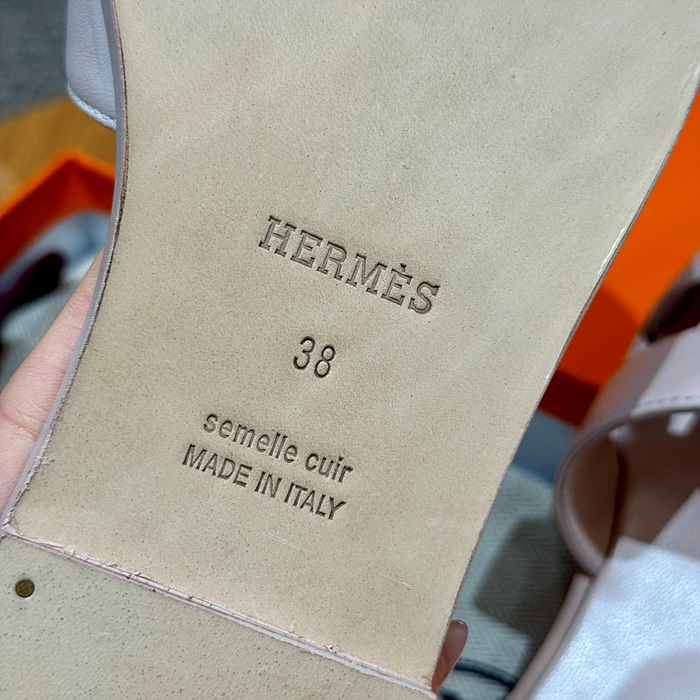 HERMÈS
38
semelle cuir
MADE IN ITALY